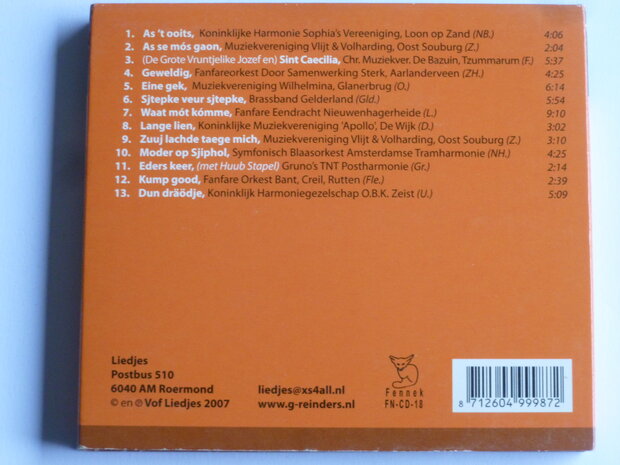 1. As 't ooits, Koninklijke Harmonie Sophia's Vereeniging, Loon op Zand (NB.) 4:06
2. As se mós gaon, Muziekvereniging Vlijt & Volharding, Oost Souburg (Z.) 2:04
3. (De Grote Vruntjelike Jozef en) Sint Caecilia, Chr. Muziekver. De Bazuin, Tzummarum (F.) 5:37
4. Geweldig, Fanfareorkest Door Samenwerking Sterk, Aarlanderveen (ZH.) 4:25
5. Eine gek, Muziekvereniging Wilhelmina, Glanerbrug (O.) 6:14
6. Sjtepke veur sjtepke, Brassband Gelderland (Gld.) 5:54
7. Waat mót kómme, Fanfare Eendracht Nieuwenhagerheide (L.) 9:10
8. Lange lien, Koninklijke Muziekvereniging 'Apollo', De Wijk (D.) 3:02
9. Zuuj lachde taege mich, Muziekvereniging Vlijt & Volharding, Oost Souburg (Z.) 3:10
10. Moder op Sjiphol, Symfonisch Blaasorkest Amsterdamse Tramharmonie (NH.) 4:25
11. Eders keer, (met Huub Stapel) Gruno's TNT Postharmonie (Gr.) 2:14
12. Kump good, Fanfare Orkest Bant, Creil, Rutten (Fle.) 2:39
13. Dun dräödje, Koninklijk Harmoniegezelschap O.B.K. Zeist (U.) 5:09
Liedjes
Postbus 510
6040 AM Roermond liedjes@xs4all.nl
© en ℗ Vof Liedjes 2007 www.g-reinders.nl
Fennek
FN-CD-18
8 712604 999872